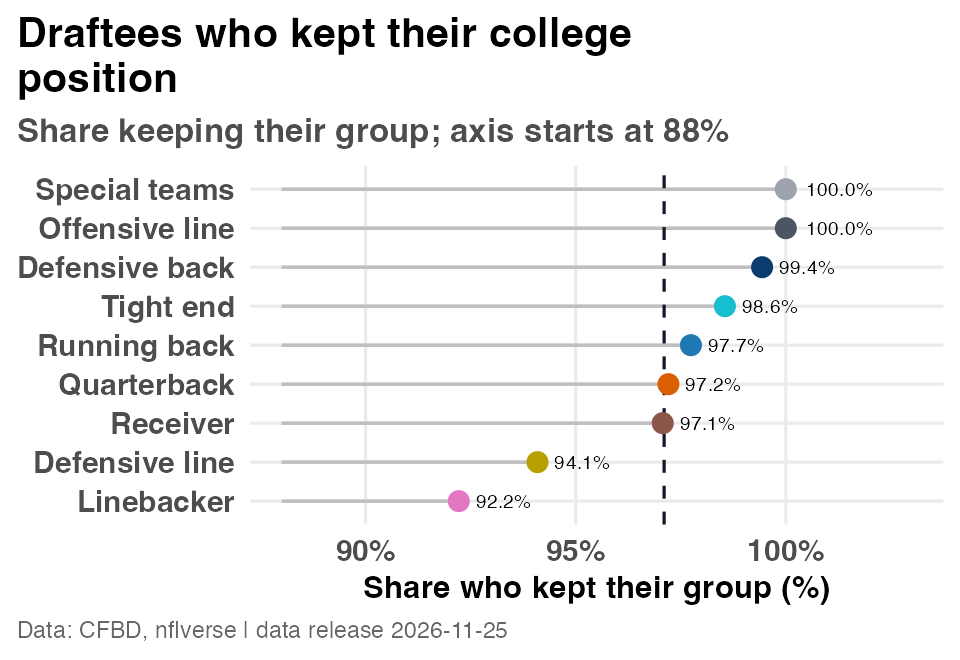 Draftees who kept their college
position
Share keeping their group; axis starts at 88%
Special teams 100.0%
Offensive line 100.0%
Defensive back 99.4%
Tight end 98.6%
Running back 97.7%
Quarterback 97.2%
Receiver 97.1%
Defensive line 94.1%
Linebacker 92.2%
90% 95% 100%
Share who kept their group (%)
Data: CFBD, nflverse | data release 2026-11-25